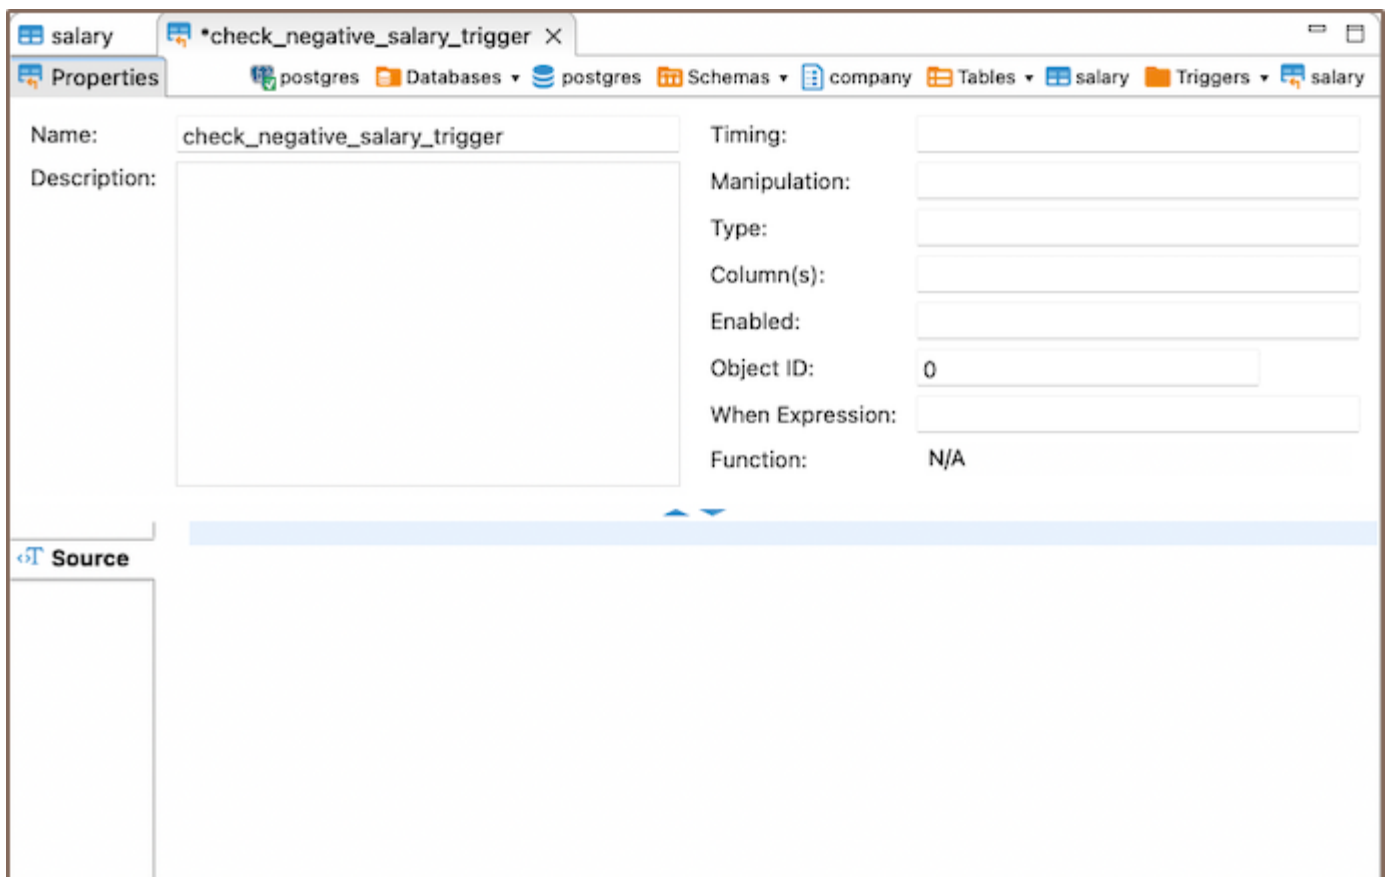 salary *check_negative_salary_trigger
Properties postgres Databases postgres Schemas company Tables salary Triggers salary
Name: check_negative_salary_trigger
Description:
Timing:
Manipulation:
Type:
Column(s):
Enabled:
Object ID: 0
When Expression:
Function: N/A
Source